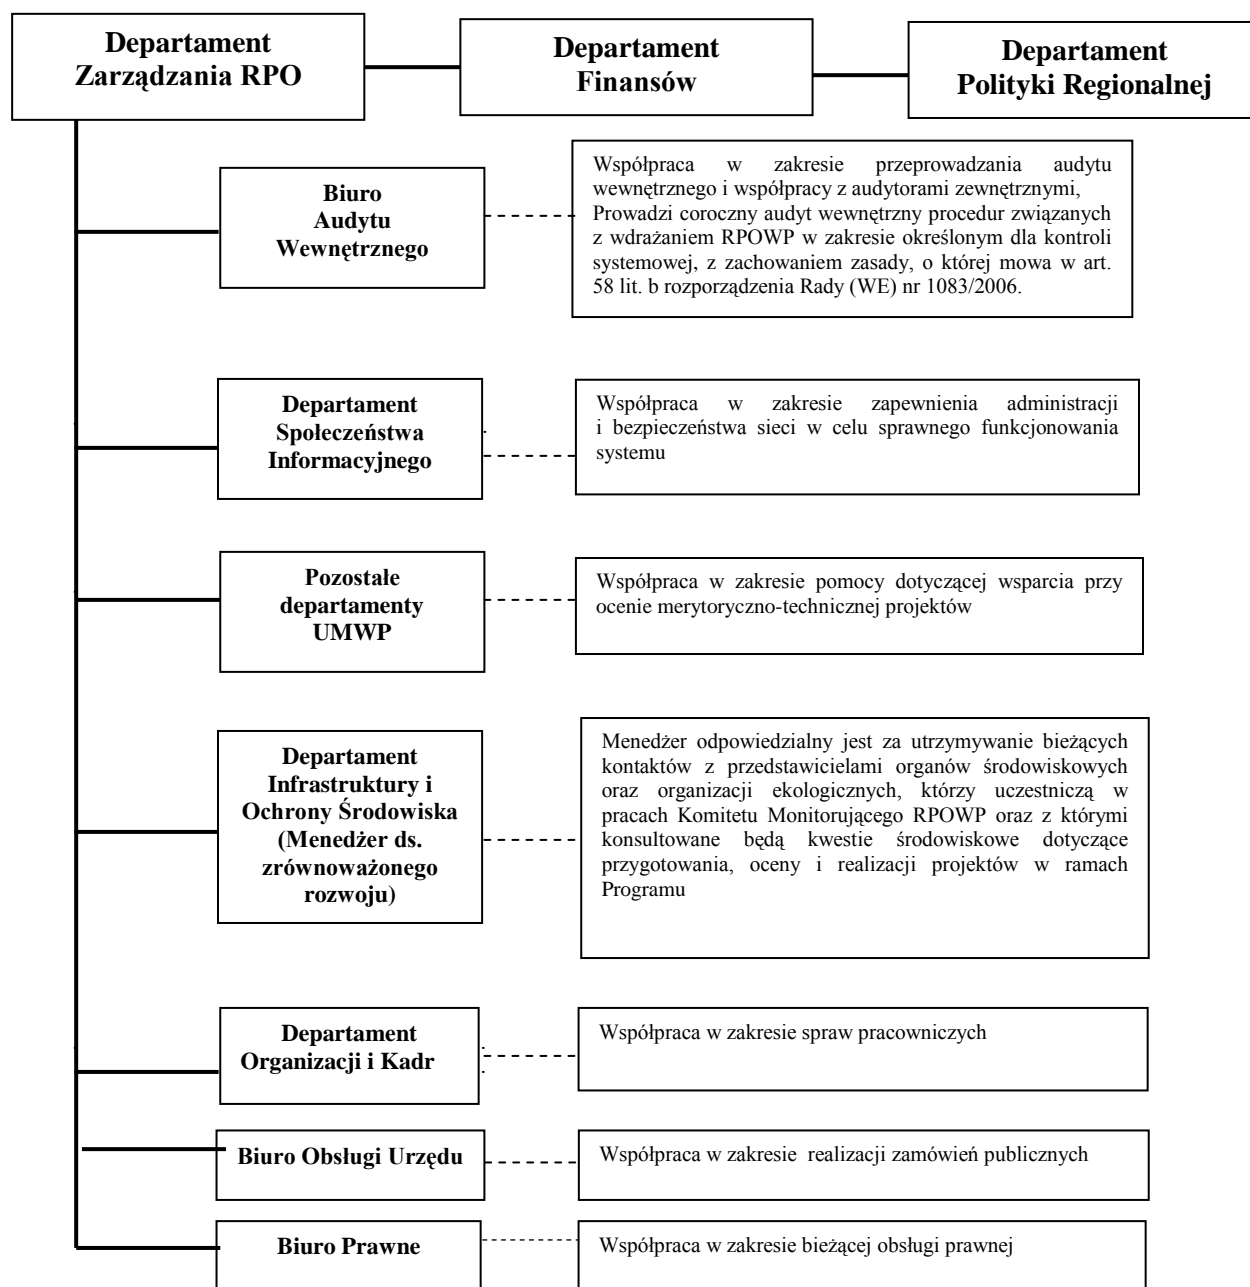 Departament
Zarządzania RPO
Departament
Finansów
Departament
Polityki Regionalnej
Biuro
Audytu
Wewnętrznego
Współpraca w zakresie przeprowadzania audytu
wewnętrznego i współpracy z audytorami zewnętrznymi,
Prowadzi coroczny audyt wewnętrzny procedur związanych
z wdrażaniem RPOWP w zakresie określonym dla kontroli
systemowej, z zachowaniem zasady, o której mowa w art.
58 lit. b rozporządzenia Rady (WE) nr 1083/2006.
Departament
Społeczeństwa
Informacyjnego
Współpraca w zakresie zapewnienia administracji
i bezpieczeństwa sieci w celu sprawnego funkcjonowania
systemu
Pozostałe
departamenty
UMWP
Współpraca w zakresie pomocy dotyczącej wsparcia przy
ocenie merytoryczno-technicznej projektów
Departament
Infrastruktury i
Ochrony Środowiska
(Menedżer ds.
zrównoważonego
rozwoju)
Menedżer odpowiedzialny jest za utrzymywanie bieżących
kontaktów z przedstawicielami organów środowiskowych
oraz organizacji ekologicznych, którzy uczestniczą w
pracach Komitetu Monitorującego RPOWP oraz z którymi
konsultowane będą kwestie środowiskowe dotyczące
przygotowania, oceny i realizacji projektów w ramach
Programu
Departament
Organizacji i Kadr
Współpraca w zakresie spraw pracowniczych
Biuro Obsługi Urzędu
Współpraca w zakresie realizacji zamówień publicznych
Biuro Prawne
Współpraca w zakresie bieżącej obsługi prawnej